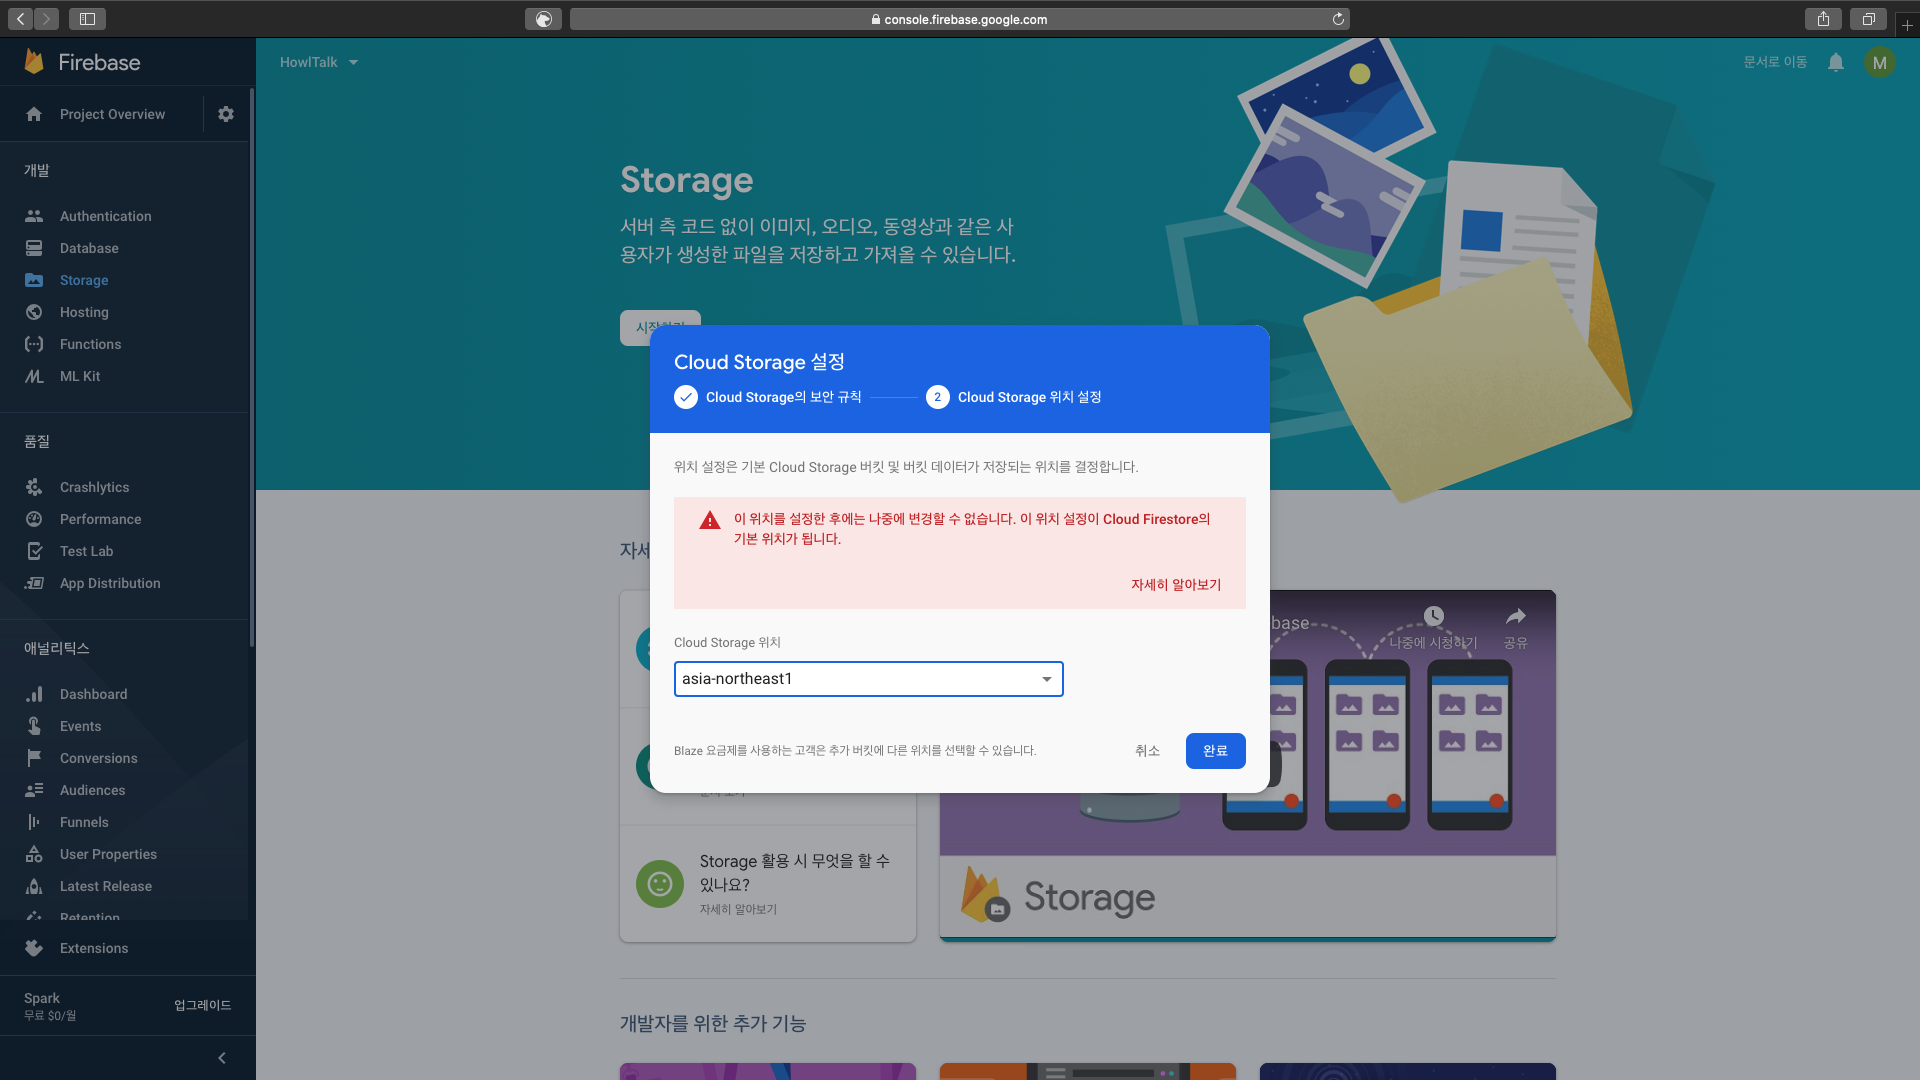 console.firebase.google.com
Firebase
HowlTalk
문서로 이동
M
Project Overview
개발
Authentication
Database
Storage
Hosting
Functions
ML Kit
품질
Crashlytics
Performance
Test Lab
App Distribution
애널리틱스
Dashboard
Events
Conversions
Audiences
Funnels
User Properties
Latest Release
Retention
Extensions
Spark
무료 $0/월
업그레이드
Storage
서버 측 코드 없이 이미지, 오디오, 동영상과 같은 사
용자가 생성한 파일을 저장하고 가져올 수 있습니다.
Cloud Storage 설정
Cloud Storage의 보안 규칙
2
Cloud Storage 위치 설정
위치 설정은 기본 Cloud Storage 버킷 및 버킷 데이터가 저장되는 위치를 결정합니다.
이 위치를 설정한 후에는 나중에 변경할 수 없습니다. 이 위치 설정이 Cloud Firestore의
기본 위치가 됩니다.
자세히 알아보기
Cloud Storage 위치
asia-northeast1
Blaze 요금제를 사용하는 고객은 추가 버킷에 다른 위치를 선택할 수 있습니다.
취소
완료
나중에 시청하기
공유
Storage 활용 시 무엇을 할 수
있나요?
자세히 알아보기
Storage
개발자를 위한 추가 기능